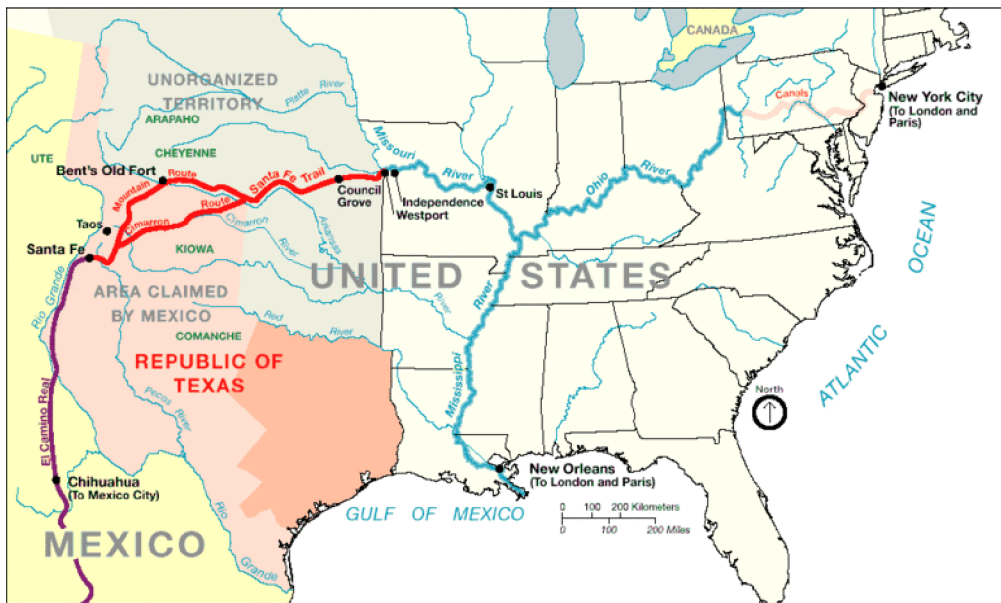 CANADA
UNORGANIZED
TERRITORY
Platte River
ARAPAHO
CHEYENNE
UTE
Bent's Old Fort
Mountain Route
Cimarron Route
Santa Fe Trail
Council
Grove
Missouri River
Independence
Westport
St Louis
Ohio River
Canals
New York City
(To London and
Paris)
Taos
Santa Fe
Cimarron River
Arkansas River
KIOWA
UNITED STATES
AREA CLAIMED
BY MEXICO
Rio Grande
COMANCHE
Red River
REPUBLIC OF
TEXAS
Pecos River
El Camino Real
Mississippi River
ATLANTIC OCEAN
North
Chihuahua
(To Mexico City)
New Orleans
(To London and Paris)
GULF OF MEXICO
0 100 200 Kilometers
0 100 200 Miles
MEXICO
Rio Grande